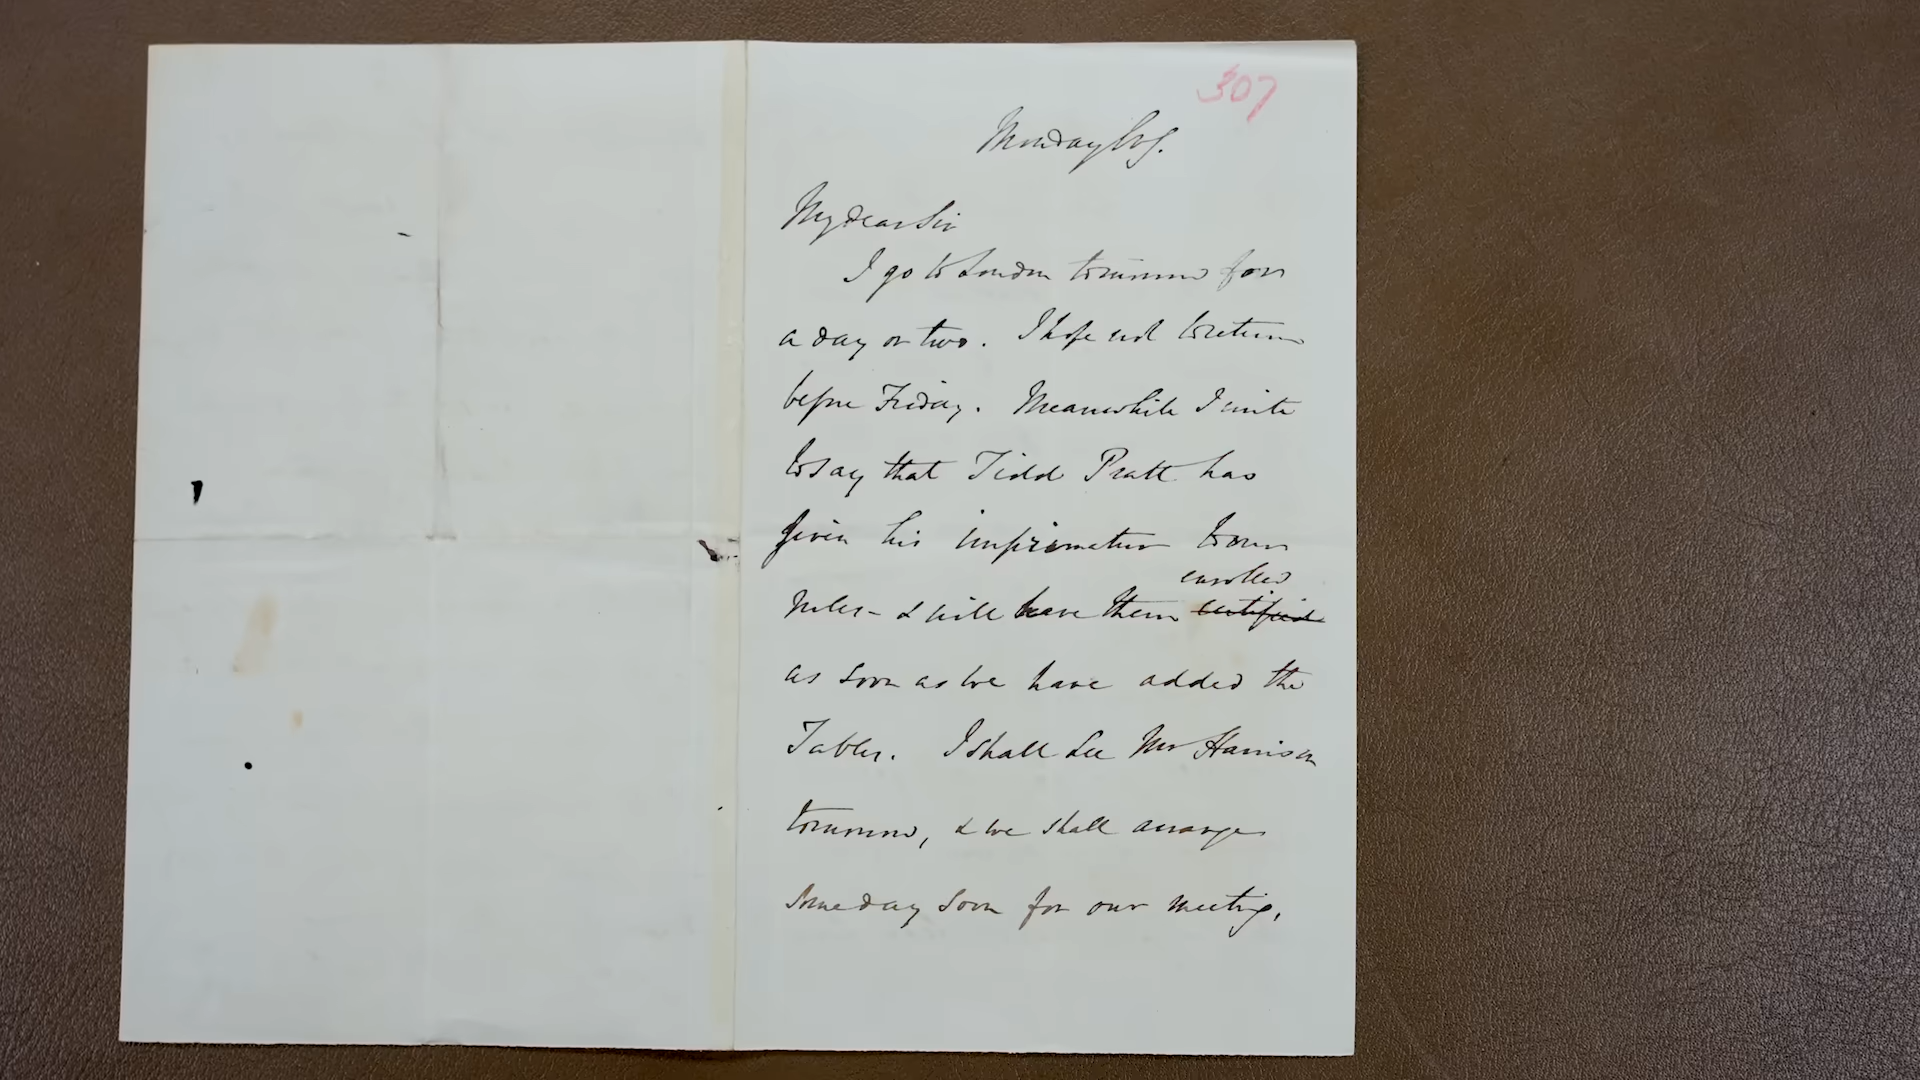 307
Monday Evg.
My dear Sir
I go to London tomorrow for
a day or two. I hope not to return
before Friday. Meanwhile I write
to say that Tidd Pratt has
given his imprimatur to our
enrolled
rules - & will have them certified
as soon as we have added the
Tables. I shall see Mr Harrison
tomorrow, & we shall arrange
some day soon for our meeting.